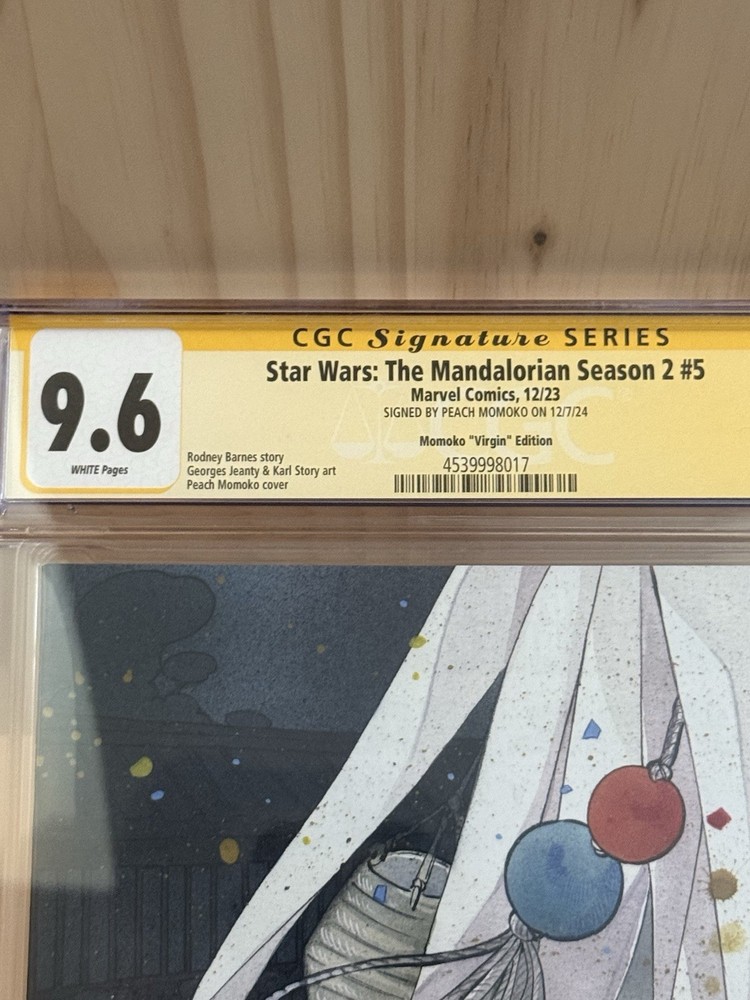 CGC Signature SERIES
Star Wars: The Mandalorian Season 2 #5
Marvel Comics, 12/23
SIGNED BY PEACH MOMOKO ON 12/7/24
Momoko "Virgin" Edition
4539998017
9.6
WHITE Pages
Rodney Barnes story
Georges Jeanty & Karl Story art
Peach Momoko cover
CGC